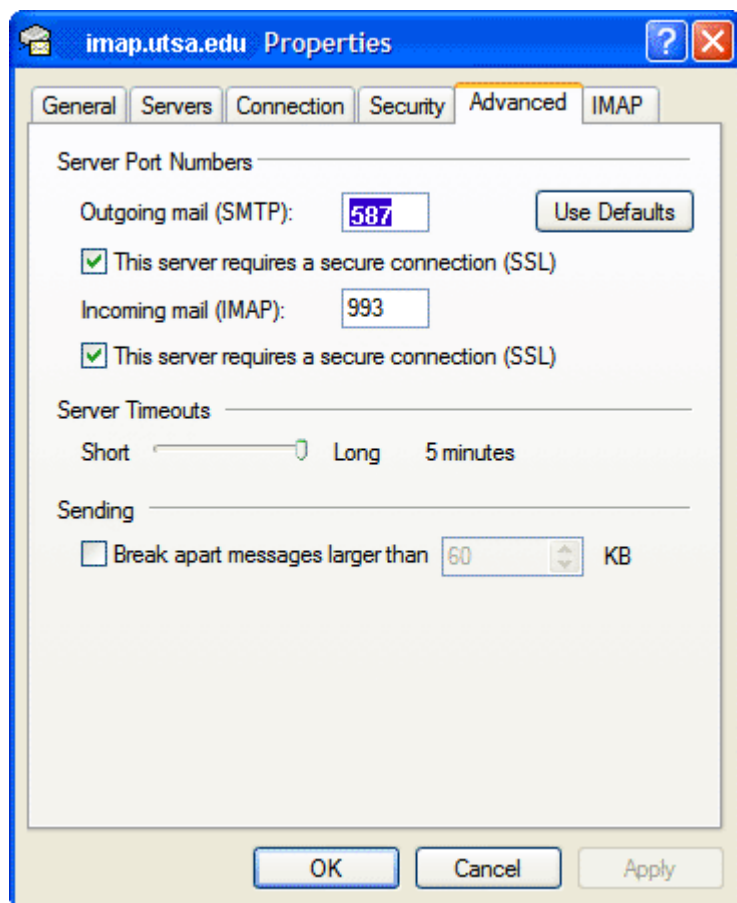 imap.utsa.edu Properties
?
General Servers Connection Security Advanced IMAP
Server Port Numbers
Outgoing mail (SMTP): 587 Use Defaults
This server requires a secure connection (SSL)
Incoming mail (IMAP): 993
This server requires a secure connection (SSL)
Server Timeouts
Short Long 5 minutes
Sending
Break apart messages larger than 60 KB
OK Cancel Apply